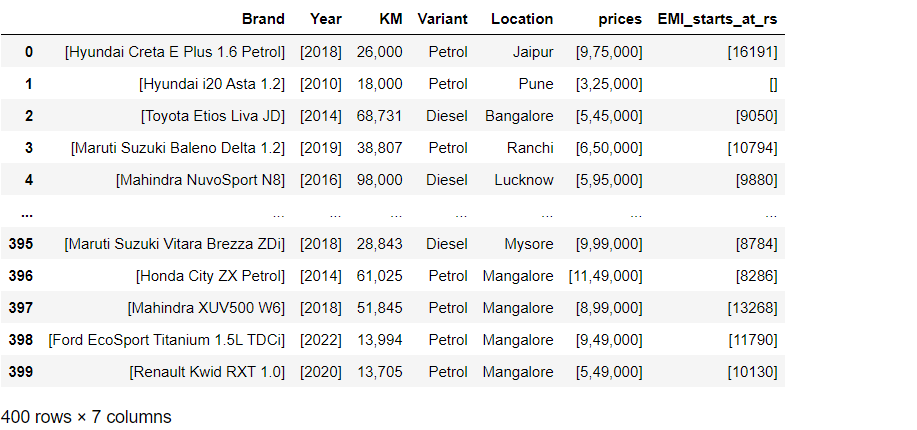 Brand Year KM Variant Location prices EMI_starts_at_rs
0 [Hyundai Creta E Plus 1.6 Petrol] [2018] 26,000 Petrol Jaipur [9,75,000] [16191]
1 [Hyundai i20 Asta 1.2] [2010] 18,000 Petrol Pune [3,25,000] []
2 [Toyota Etios Liva JD] [2014] 68,731 Diesel Bangalore [5,45,000] [9050]
3 [Maruti Suzuki Baleno Delta 1.2] [2019] 38,807 Petrol Ranchi [6,50,000] [10794]
4 [Mahindra NuvoSport N8] [2016] 98,000 Diesel Lucknow [5,95,000] [9880]
... ... ... ... ... ... ... ...
395 [Maruti Suzuki Vitara Brezza ZDi] [2018] 28,843 Diesel Mysore [9,99,000] [8784]
396 [Honda City ZX Petrol] [2014] 61,025 Petrol Mangalore [11,49,000] [8286]
397 [Mahindra XUV500 W6] [2018] 51,845 Petrol Mangalore [8,99,000] [13268]
398 [Ford EcoSport Titanium 1.5L TDCi] [2022] 13,994 Petrol Mangalore [9,49,000] [11790]
399 [Renault Kwid RXT 1.0] [2020] 13,705 Petrol Mangalore [5,49,000] [10130]
400 rows × 7 columns